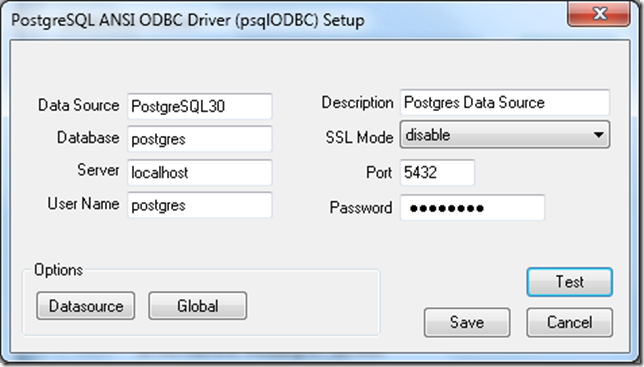 PostgreSQL ANSI ODBC Driver (psqlODBC) Setup
Data Source PostgreSQL30 Description Postgres Data Source
Database postgres SSL Mode disable
Server localhost Port 5432
User Name postgres Password ●●●●●●●●
Options
Datasource Global Test
Save Cancel